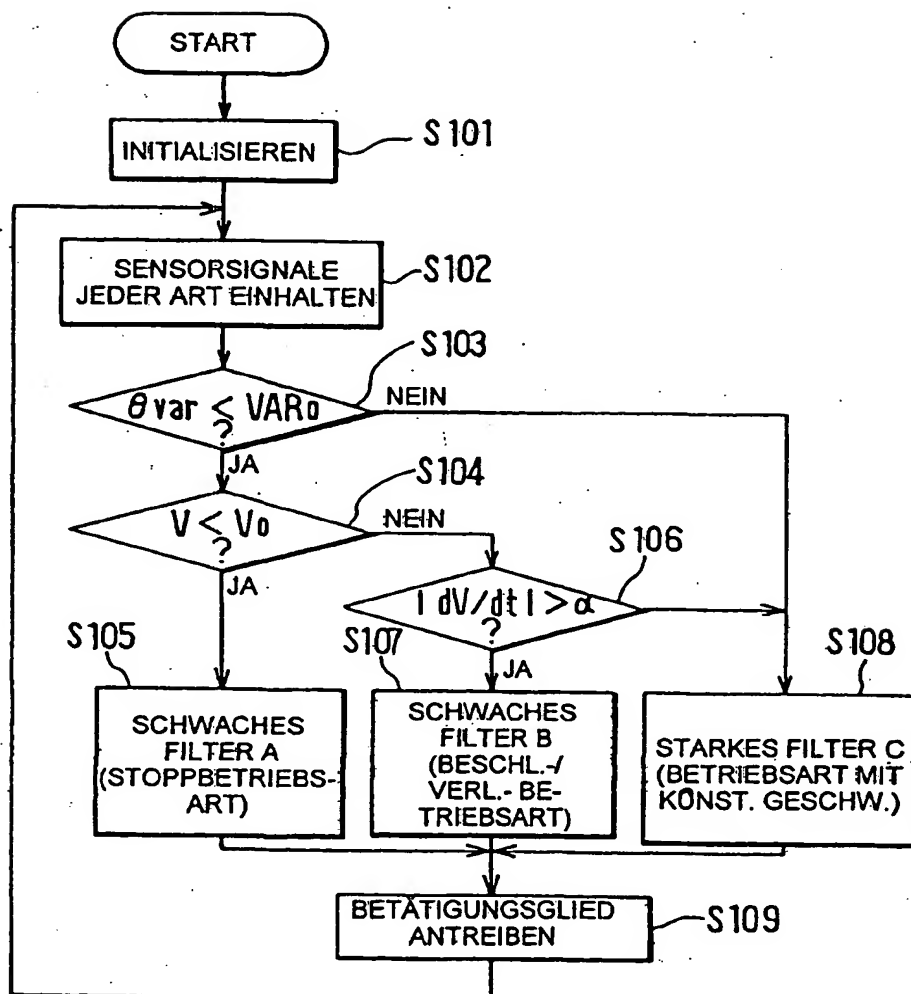 START
INITIALISIEREN
S101
SENSORSIGNALE
JEDER ART EINHALTEN
S102
S103
θvar < VARo
?
NEIN
JA
S104
V < Vo
?
NEIN
JA
S106
|dV/dt| > α
?
JA
S105
SCHWACHES
FILTER A
(STOPPBETRIEBS-
ART)
S107
SCHWACHES
FILTER B
(BESCHL.-/
VERL.- BE-
TRIEBSART)
S108
STARKES FILTER C
(BETRIEBSART MIT
KONST. GESCHW.)
BETÄTIGUNGSGLIED
ANTREIBEN
S109